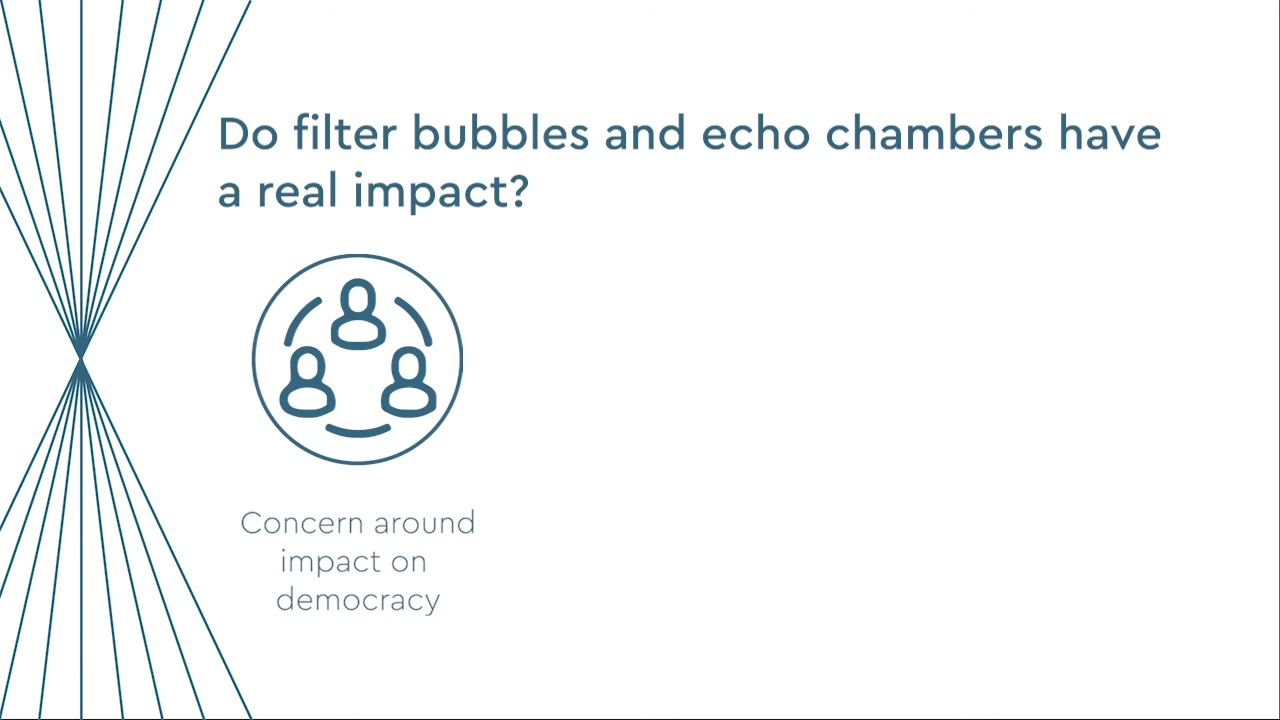 Do filter bubbles and echo chambers have
a real impact?
Concern around
impact on
democracy